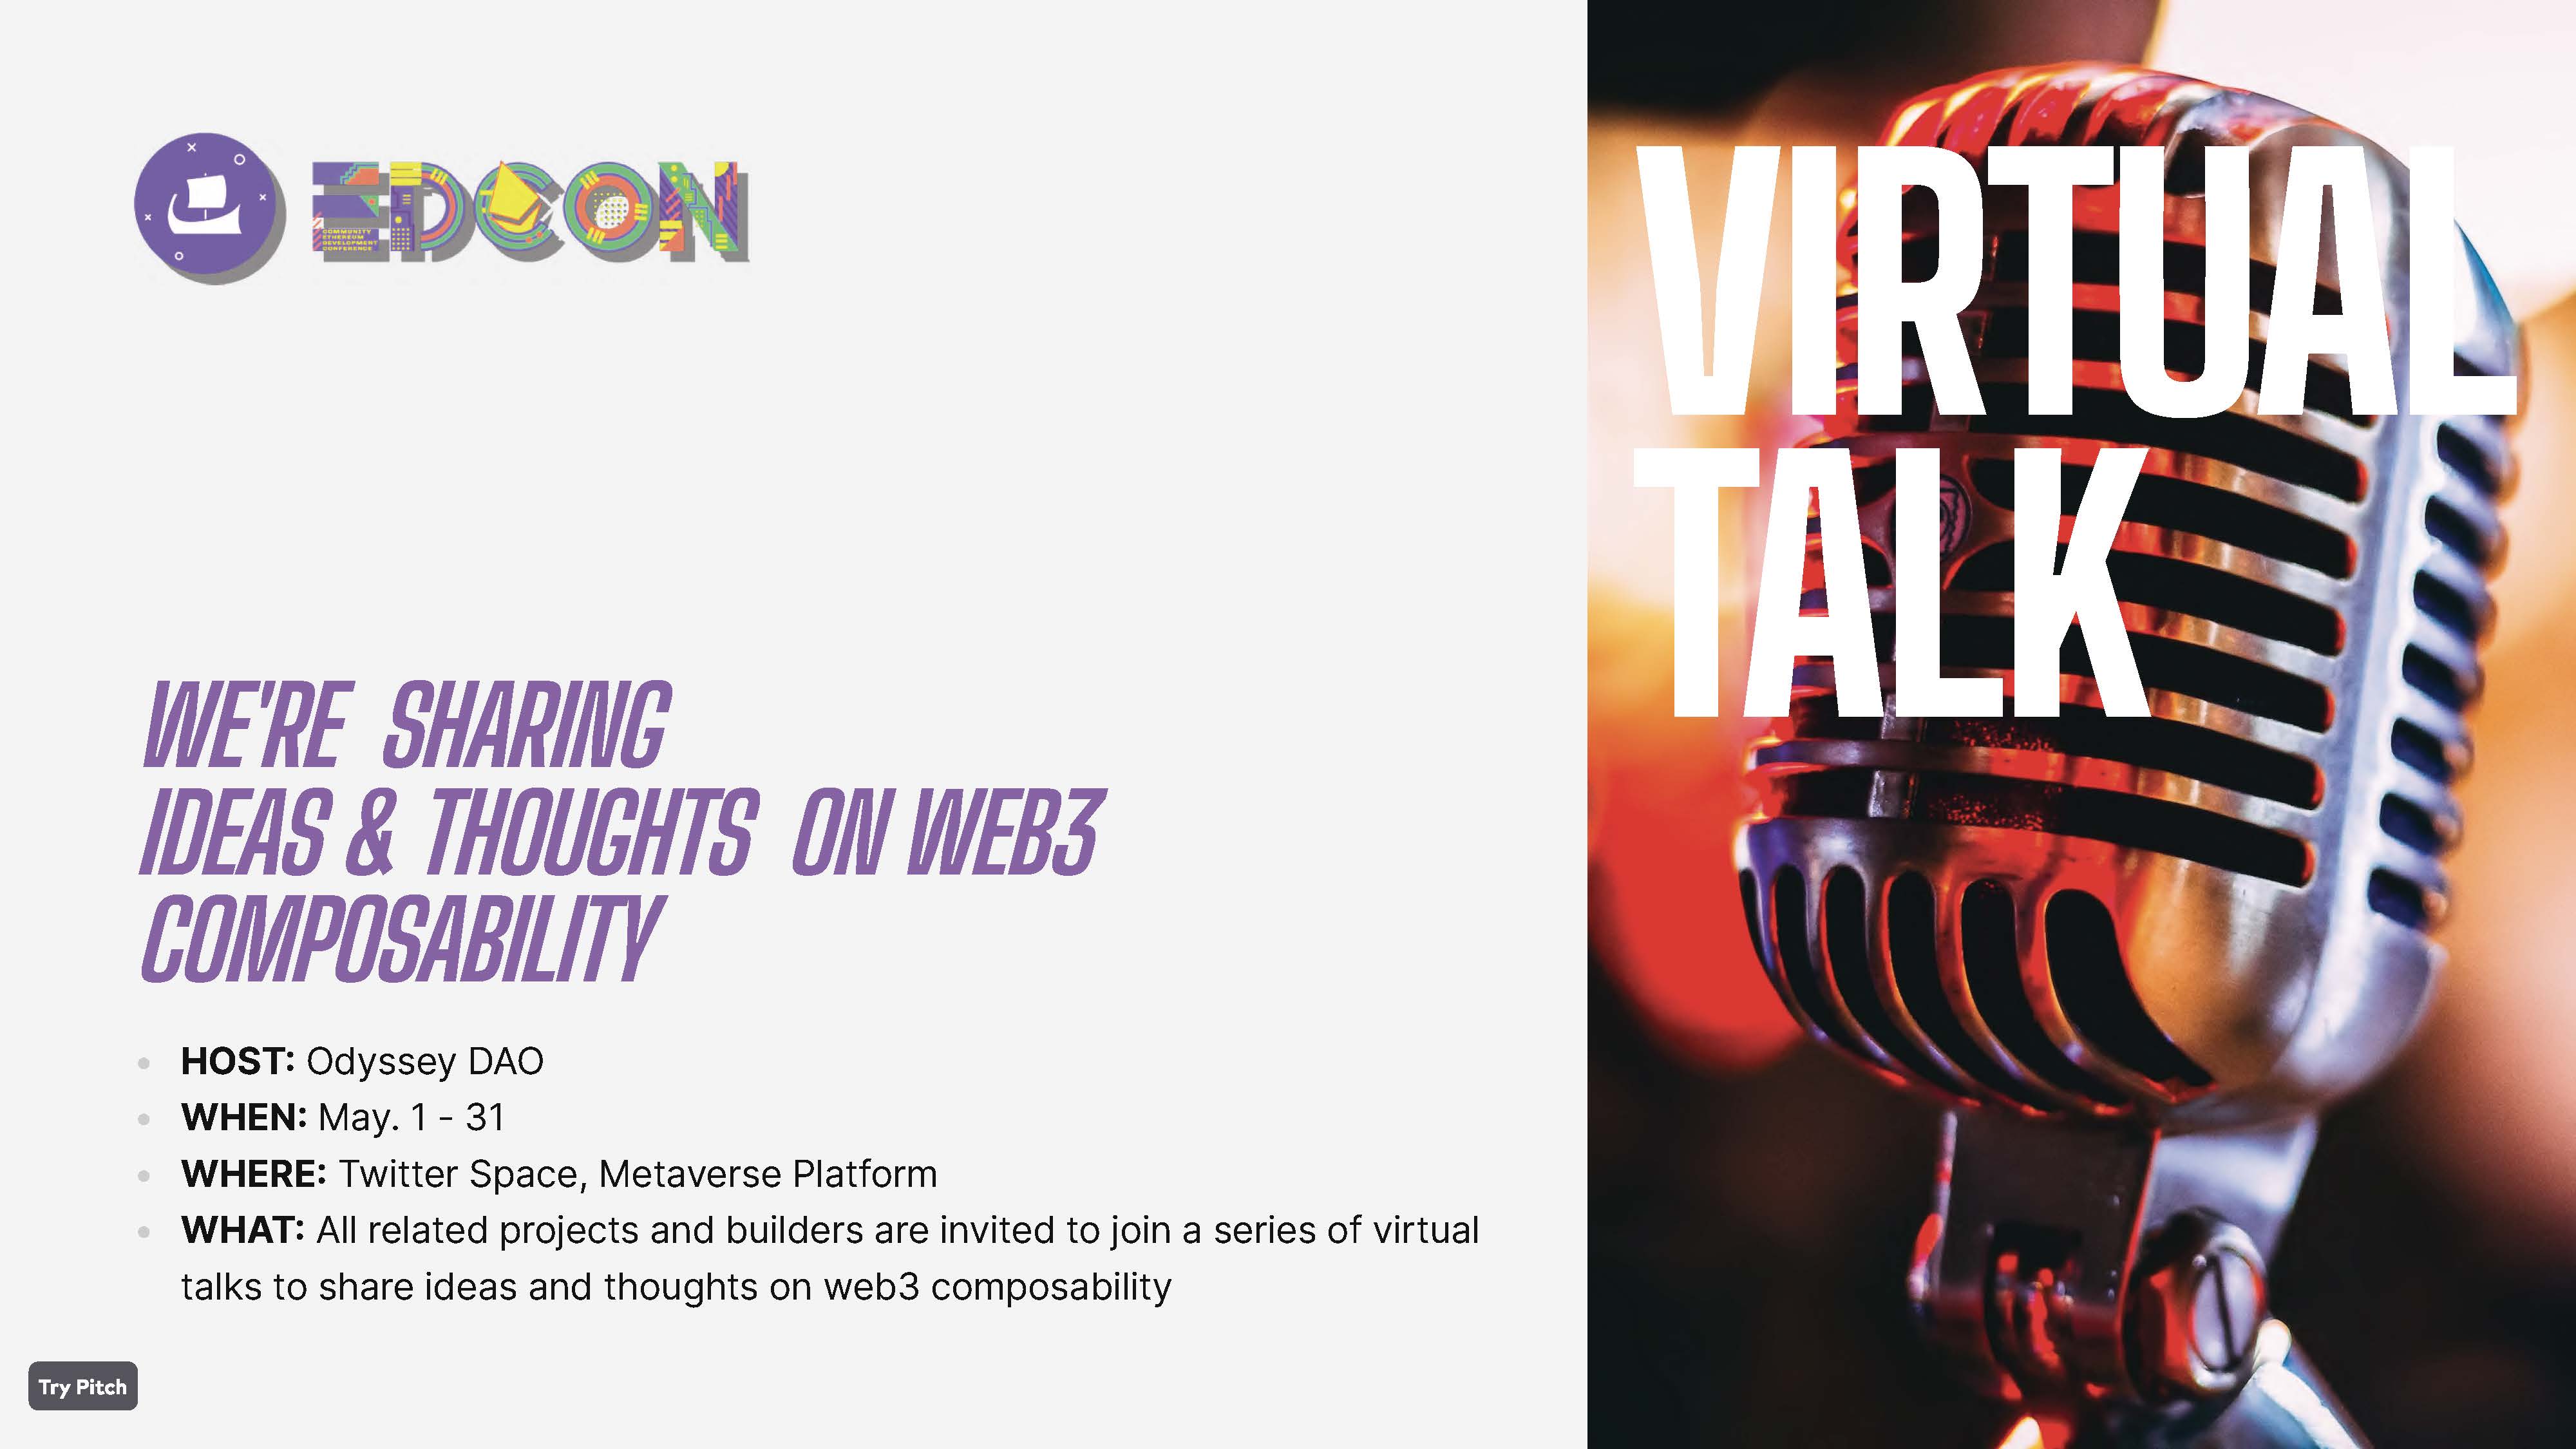 EDCON
COMMUNITY
ETHEREUM
DEVELOPMENT
CONFERENCE
VIRTUAL
TALK
WE'RE SHARING
IDEAS & THOUGHTS ON WEB3
COMPOSABILITY
HOST: Odyssey DAO
WHEN: May. 1 - 31
WHERE: Twitter Space, Metaverse Platform
WHAT: All related projects and builders are invited to join a series of virtual
talks to share ideas and thoughts on web3 composability
Try Pitch